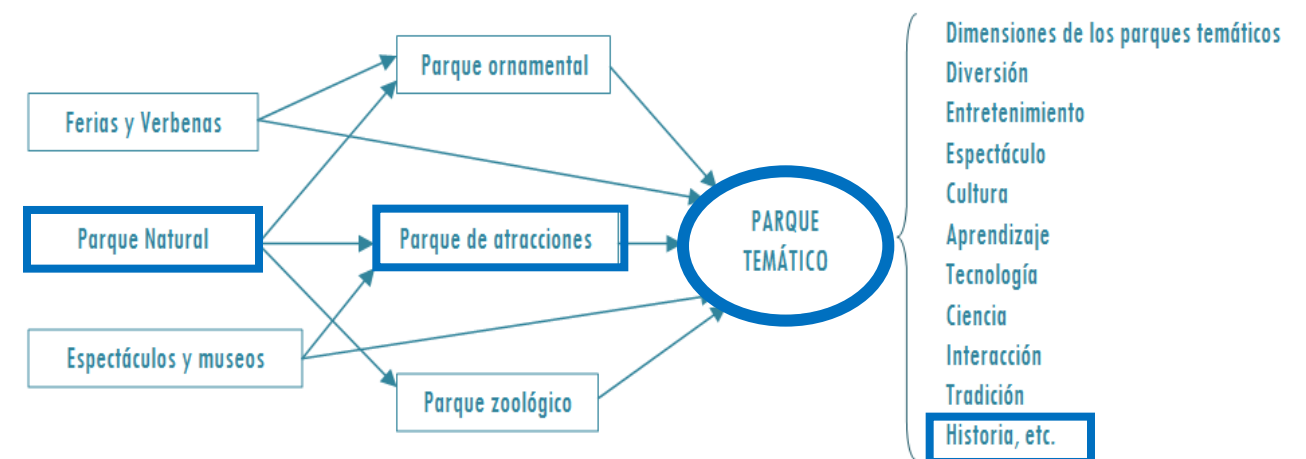 Ferias y Verbenas
Parque Natural
Espectáculos y museos
Parque ornamental
Parque de atracciones
Parque zoológico
PARQUE
TEMÁTICO
Dimensiones de los parques temáticos
Diversión
Entretenimiento
Espectáculo
Cultura
Aprendizaje
Tecnología
Ciencia
Interacción
Tradición
Historia, etc.